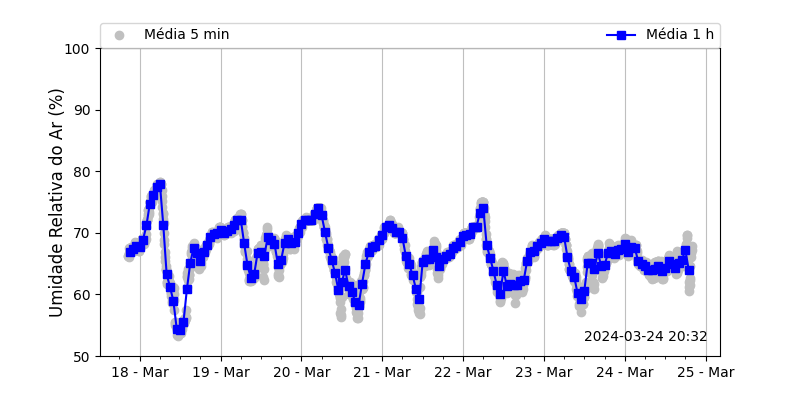 Média 5 min
Média 1 h
Umidade Relativa do Ar (%)
100
90
80
70
60
50
2024-03-24 20:32
18 - Mar
19 - Mar
20 - Mar
21 - Mar
22 - Mar
23 - Mar
24 - Mar
25 - Mar